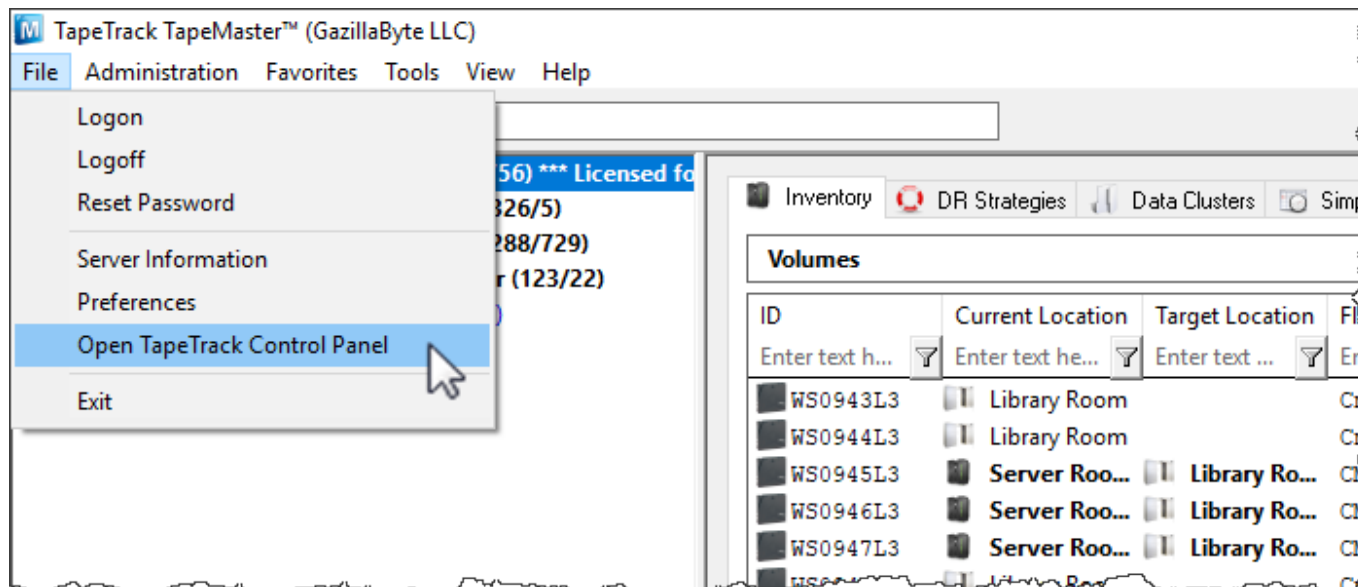 TapeTrack TapeMaster™ (GazillaByte LLC)
File Administration Favorites Tools View Help
Logon
Logoff
Reset Password
Server Information
Preferences
Open TapeTrack Control Panel
Exit
56) *** Licensed fo
326/5)
288/729)
r (123/22)
)
Inventory DR Strategies Data Clusters Simp
Volumes
ID Current Location Target Location Fl
Enter text h... Enter text he... Enter text ... Er
WS0943L3 Library Room
WS0944L3 Library Room
WS0945L3 Server Roo... Library Ro...
WS0946L3 Server Roo... Library Ro...
WS0947L3 Server Roo... Library Ro...